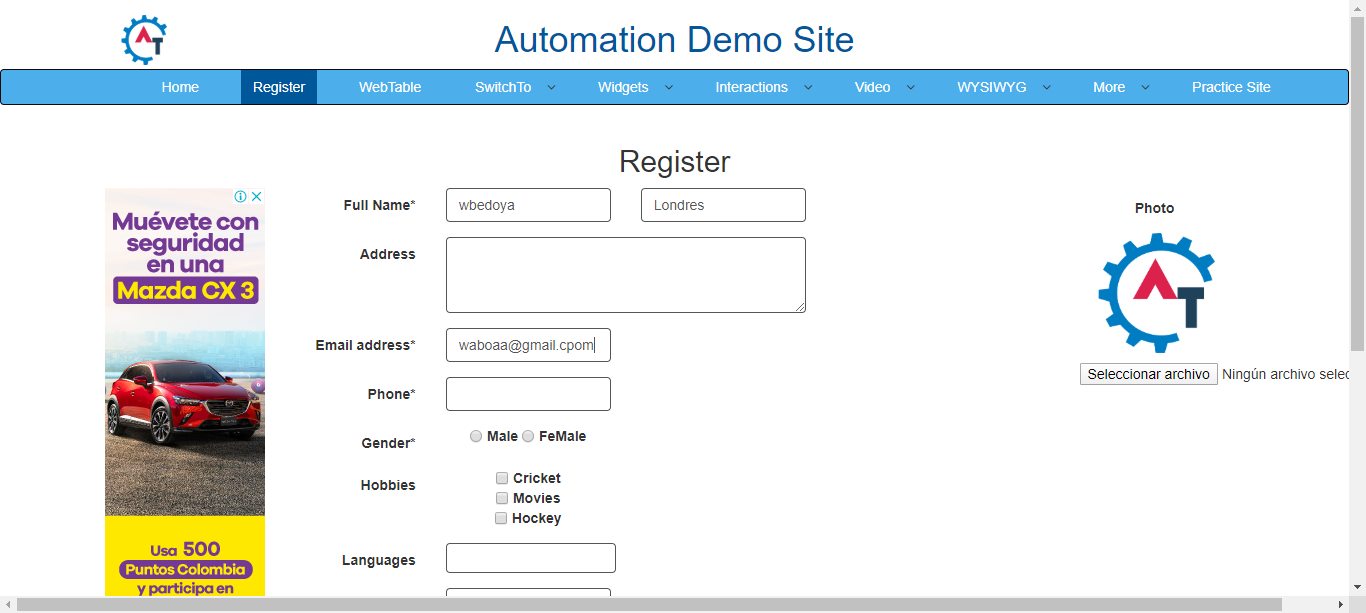 AT
Automation Demo Site
Home Register WebTable SwitchTo Widgets Interactions Video WYSIWYG More Practice Site
Register
Muévete con
seguridad
en una
Mazda CX 3
Usa 500
Puntos Colombia
y participa en
Full Name* wbedoya Londres
Address
Email address* waboaa@gmail.cpom
Phone*
Gender* Male FeMale
Hobbies Cricket
Movies
Hockey
Languages
Photo
AT
Seleccionar archivo Ningún archivo selec